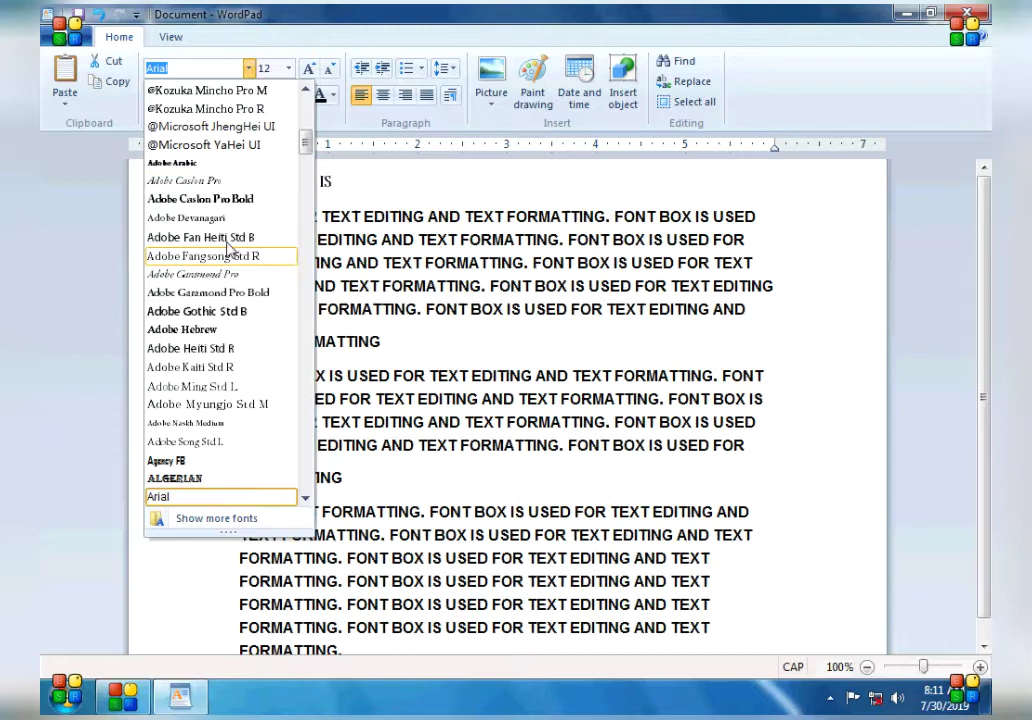 Document - WordPad
Home View
Paste
Cut
Copy
Clipboard
Arial 12
Paragraph
Picture
Paint drawing
Date and time
Insert object
Insert
Find
Replace
Select all
Editing
@Kozuka Mincho Pro M
@Kozuka Mincho Pro R
@Microsoft JhengHei UI
@Microsoft YaHei UI
Adobe Arabic
Adobe Caslon Pro
Adobe Caslon Pro Bold
Adobe Devanagari
Adobe Fan Heiti Std B
Adobe Fangsong Std R
Adobe Garamond Pro
Adobe Garamond Pro Bold
Adobe Gothic Std B
Adobe Hebrew
Adobe Heiti Std R
Adobe Kaiti Std R
Adobe Ming Std L
Adobe Myungjo Std M
Adobe Naskh Medium
Adobe Song Std L
Agency FB
ALGERIAN
Arial
Show more fonts
1 2 3 4 5 7
IS
TEXT EDITING AND TEXT FORMATTING. FONT BOX IS USED
EDITING AND TEXT FORMATTING. FONT BOX IS USED FOR
AND TEXT FORMATTING. FONT BOX IS USED FOR TEXT
ND TEXT FORMATTING. FONT BOX IS USED FOR TEXT EDITING
FORMATTING. FONT BOX IS USED FOR TEXT EDITING AND
MATTING
X IS USED FOR TEXT EDITING AND TEXT FORMATTING. FONT
ED FOR TEXT EDITING AND TEXT FORMATTING. FONT BOX IS
TEXT EDITING AND TEXT FORMATTING. FONT BOX IS USED
EDITING AND TEXT FORMATTING. FONT BOX IS USED FOR
ING
T FORMATTING. FONT BOX IS USED FOR TEXT EDITING AND
TEXT FORMATTING. FONT BOX IS USED FOR TEXT EDITING AND TEXT
FORMATTING. FONT BOX IS USED FOR TEXT EDITING AND TEXT
FORMATTING. FONT BOX IS USED FOR TEXT EDITING AND TEXT
FORMATTING. FONT BOX IS USED FOR TEXT EDITING AND TEXT
FORMATTING. FONT BOX IS USED FOR TEXT EDITING AND TEXT
FORMATTING.
CAP 100%
8:11
7/30/2019